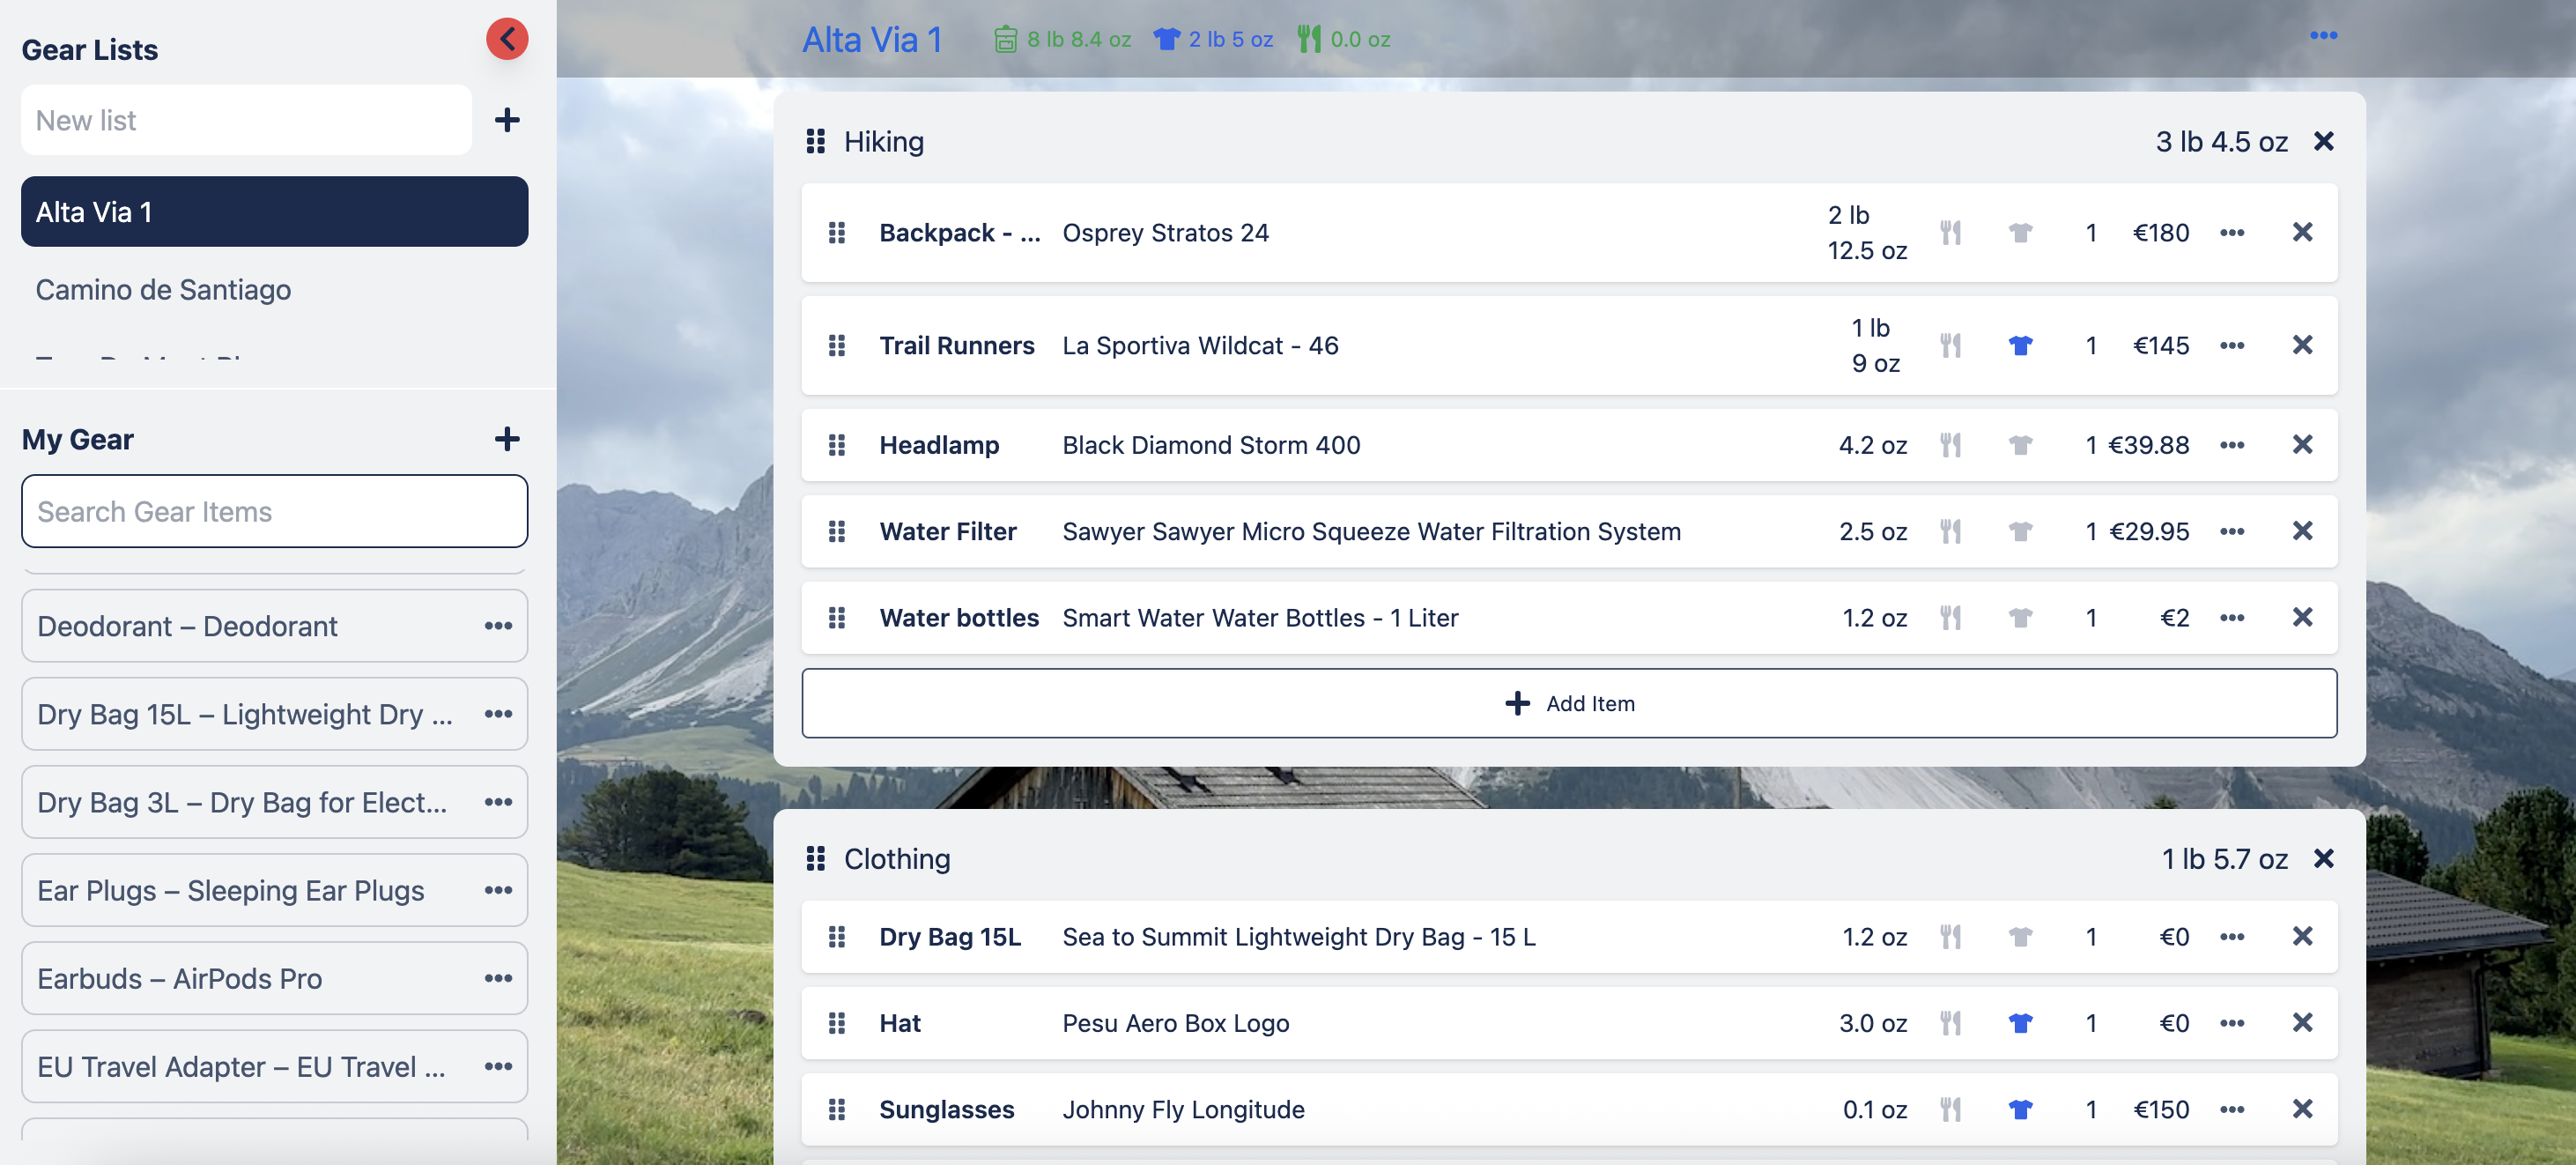 Gear Lists
New list
Alta Via 1
Camino de Santiago
My Gear
Search Gear Items
Deodorant – Deodorant
Dry Bag 15L – Lightweight Dry ...
Dry Bag 3L – Dry Bag for Elect...
Ear Plugs – Sleeping Ear Plugs
Earbuds – AirPods Pro
EU Travel Adapter – EU Travel ...
Alta Via 1 8 lb 8.4 oz 2 lb 5 oz 0.0 oz
Hiking 3 lb 4.5 oz
Backpack - ... Osprey Stratos 24 2 lb 12.5 oz 1 €180
Trail Runners La Sportiva Wildcat - 46 1 lb 9 oz 1 €145
Headlamp Black Diamond Storm 400 4.2 oz 1 €39.88
Water Filter Sawyer Sawyer Micro Squeeze Water Filtration System 2.5 oz 1 €29.95
Water bottles Smart Water Water Bottles - 1 Liter 1.2 oz 1 €2
Add Item
Clothing 1 lb 5.7 oz
Dry Bag 15L Sea to Summit Lightweight Dry Bag - 15 L 1.2 oz 1 €0
Hat Pesu Aero Box Logo 3.0 oz 1 €0
Sunglasses Johnny Fly Longitude 0.1 oz 1 €150